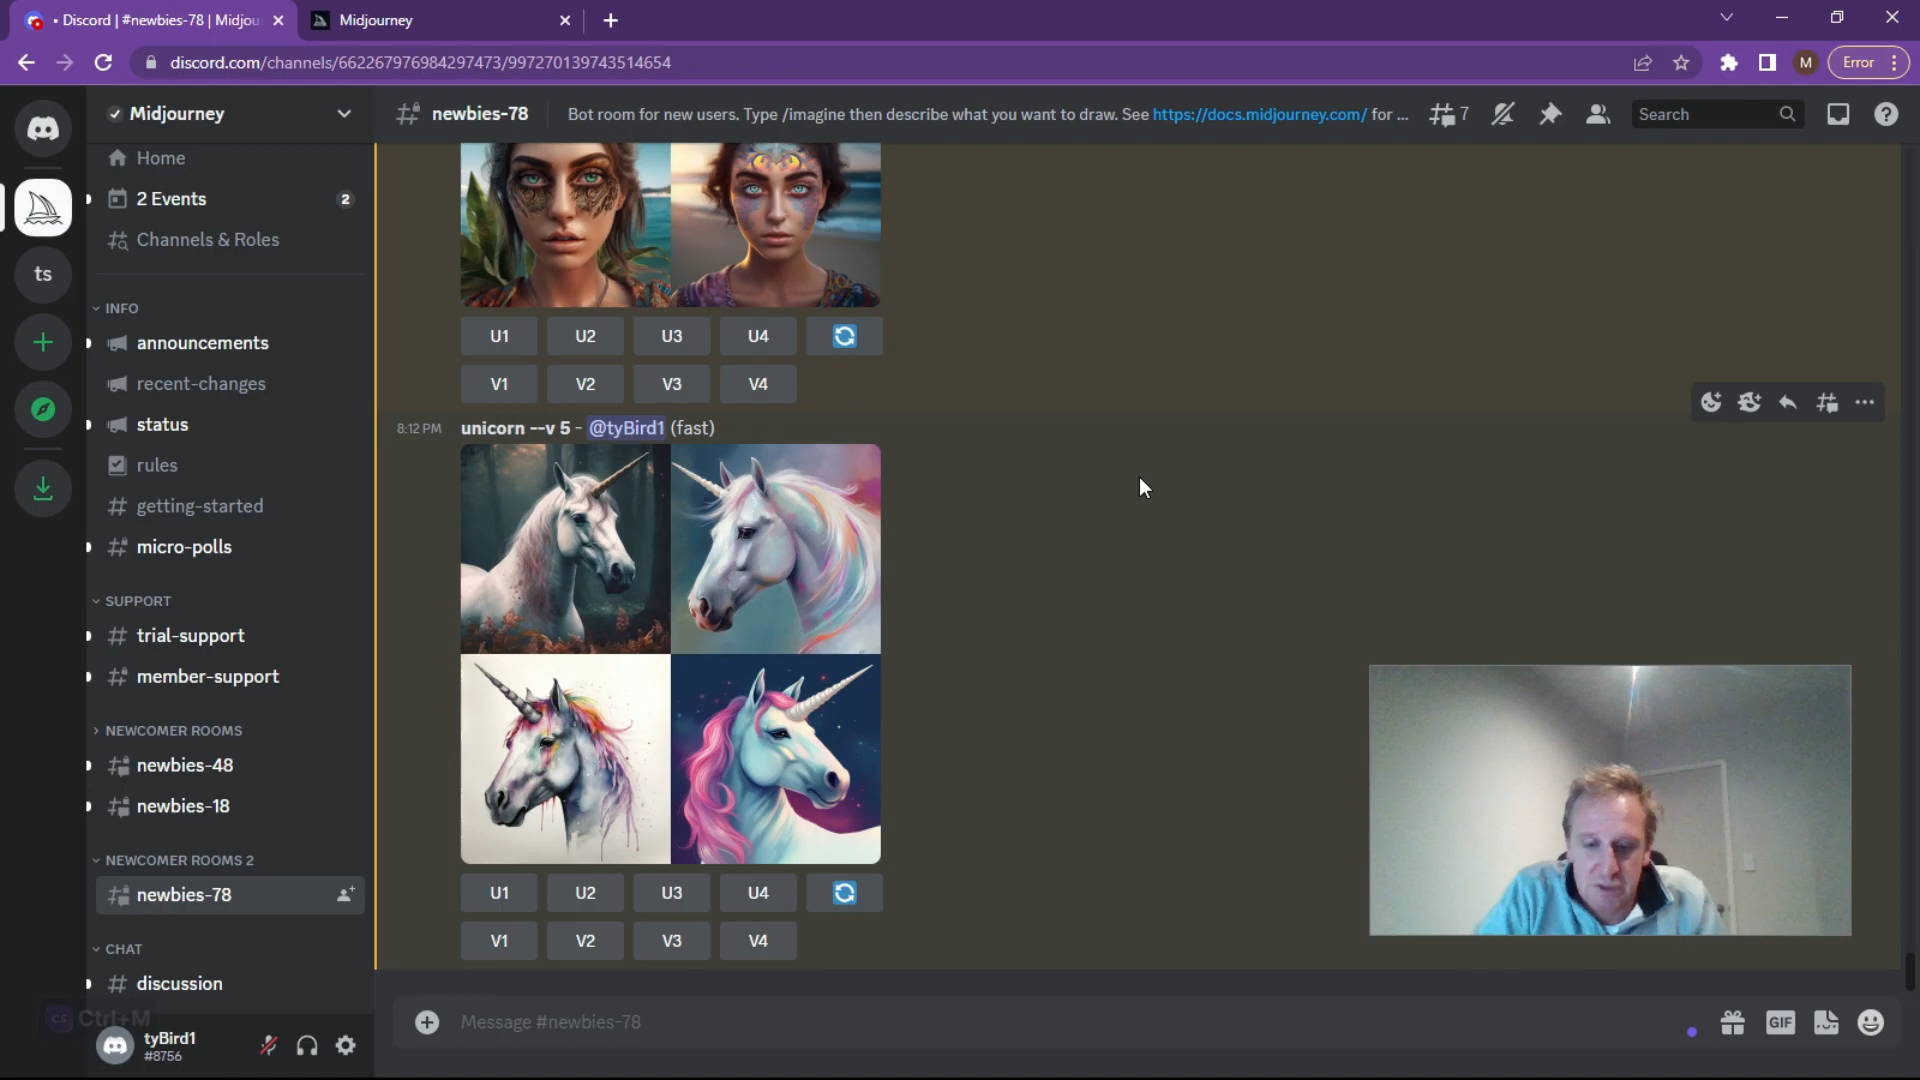 • Discord | #newbies-78 | Midjou
Midjourney
discord.com/channels/662267976984297473/997270139743514654
M
Error
Midjourney
newbies-78
Bot room for new users. Type /imagine then describe what you want to draw. See https://docs.midjourney.com/ for ...
7
Search
Home
2 Events
2
Channels & Roles
ts
INFO
announcements
recent-changes
status
rules
getting-started
micro-polls
SUPPORT
trial-support
member-support
NEWCOMER ROOMS
newbies-48
newbies-18
NEWCOMER ROOMS 2
newbies-78
CHAT
discussion
Ctrl+M
tyBird1
#8756
U1 U2 U3 U4
V1 V2 V3 V4
8:12 PM unicorn --v 5 - @tyBird1 (fast)
U1 U2 U3 U4
V1 V2 V3 V4
Message #newbies-78
GIF